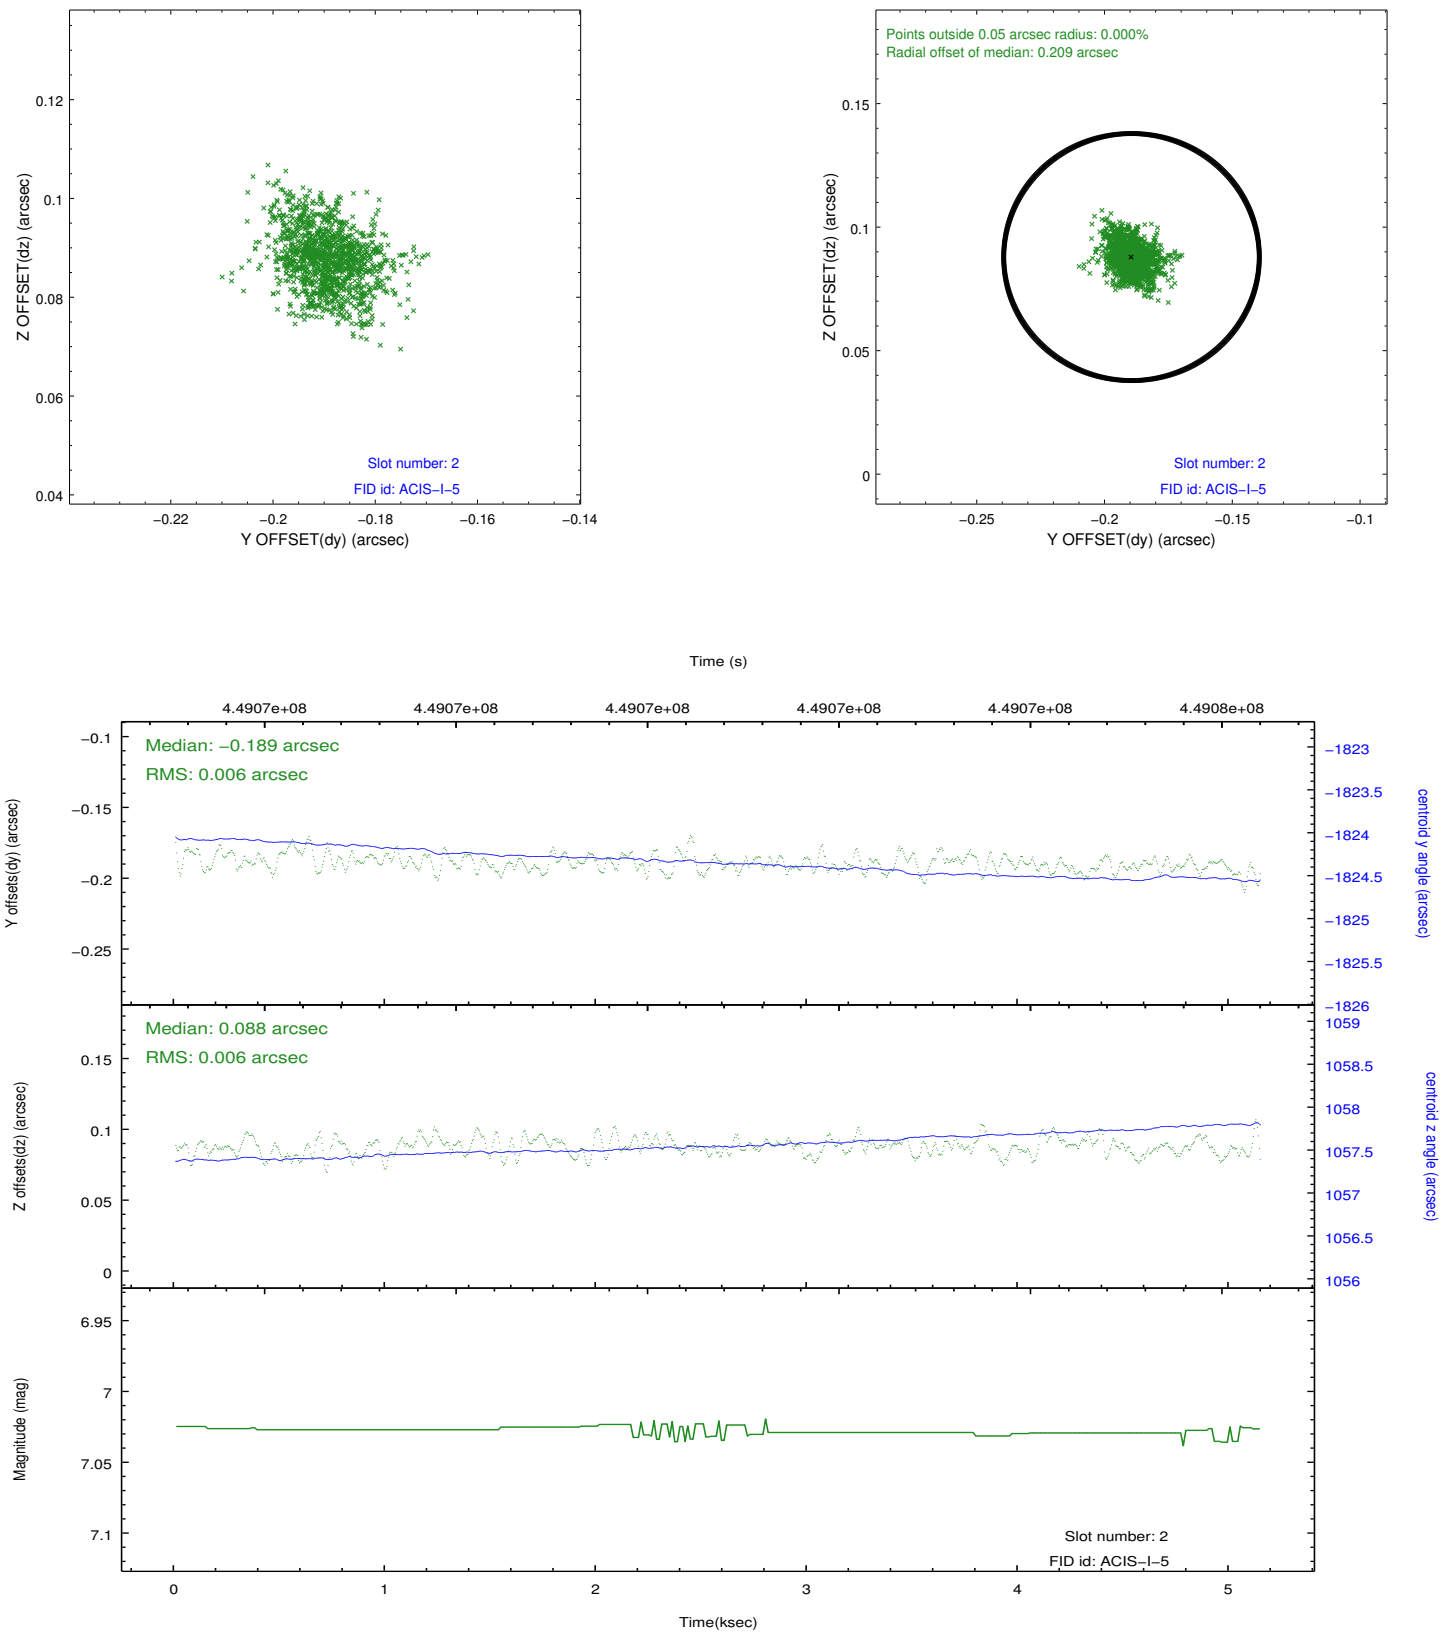 0.12
0.1
0.08
0.06
0.04
Z OFFSET(dz) (arcsec)
Slot number: 2
FID id: ACIS−I−5
−0.22
−0.2
−0.18
−0.16
−0.14
Y OFFSET(dy) (arcsec)
Points outside 0.05 arcsec radius: 0.000%
Radial offset of median: 0.209 arcsec
0.15
0.1
0.05
0
Z OFFSET(dz) (arcsec)
Slot number: 2
FID id: ACIS−I−5
−0.25
−0.2
−0.15
−0.1
Y OFFSET(dy) (arcsec)
Time (s)
4.4907e+08
4.4907e+08
4.4907e+08
4.4907e+08
4.4907e+08
4.4908e+08
Median: −0.189 arcsec
RMS: 0.006 arcsec
−0.1
−0.15
−0.2
−0.25
Y offsets(dy) (arcsec)
−1823
−1823.5
−1824
−1824.5
−1825
−1825.5
−1826
centroid y angle (arcsec)
Median: 0.088 arcsec
RMS: 0.006 arcsec
0.15
0.1
0.05
0
Z offsets(dz) (arcsec)
1059
1058.5
1058
1057.5
1057
1056.5
1056
centroid z angle (arcsec)
6.95
7
7.05
7.1
Magnitude (mag)
Slot number: 2
FID id: ACIS−I−5
0
1
2
3
4
5
Time(ksec)